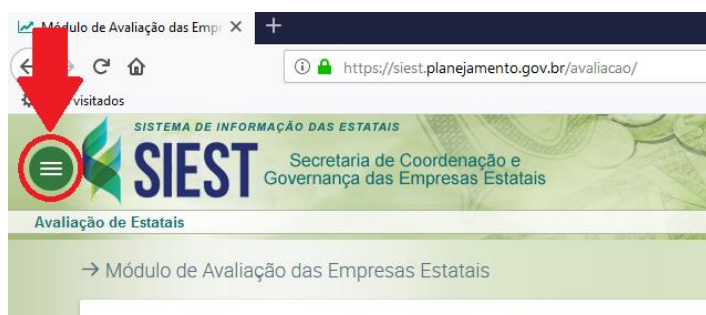 Módulo de Avaliação das Empr
https://siest.planejamento.gov.br/avaliacao/
visitados
SISTEMA DE INFORMAÇÃO DAS ESTATAIS
SIEST
Secretaria de Coordenação e
Governança das Empresas Estatais
Avaliação de Estatais
→ Módulo de Avaliação das Empresas Estatais